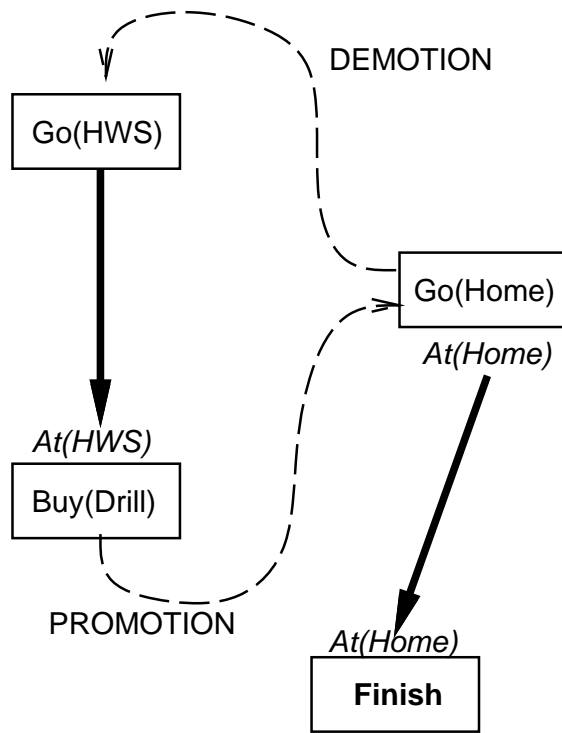 DEMOTION
Go(HWS)
Go(Home)
At(Home)
At(HWS)
Buy(Drill)
PROMOTION
At(Home)
Finish